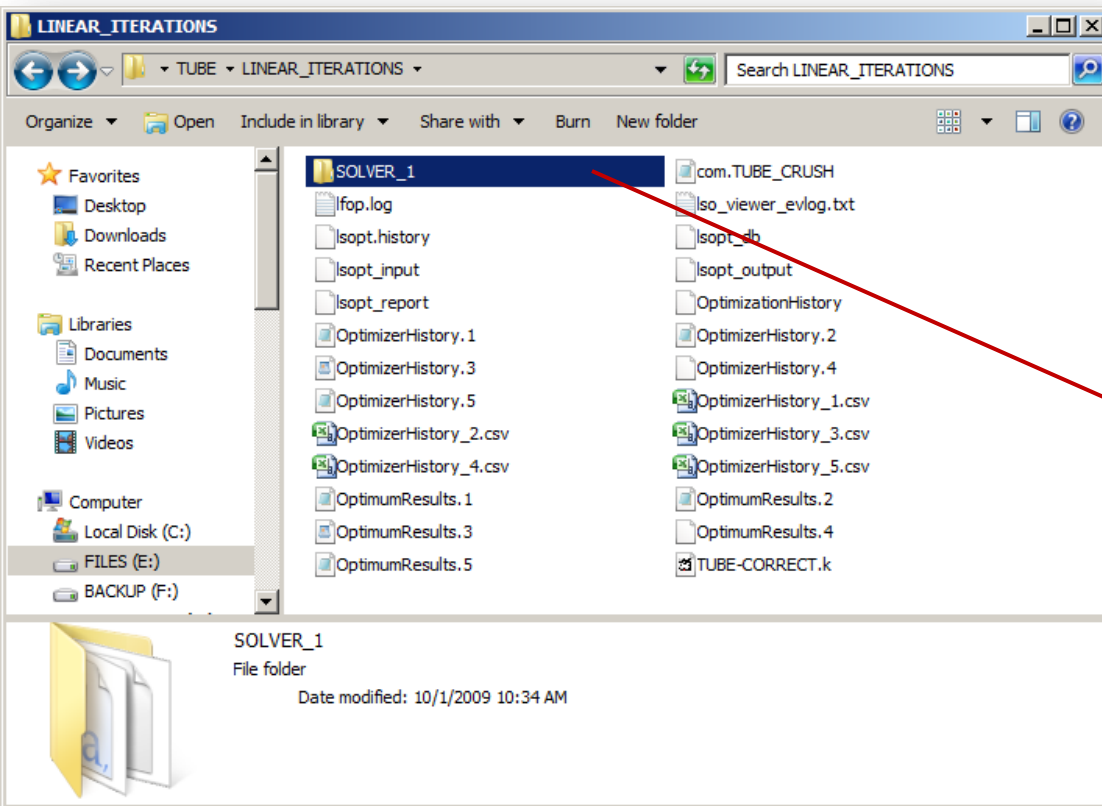 LINEAR_ITERATIONS
TUBE LINEAR_ITERATIONS
Search LINEAR_ITERATIONS
Organize Open Include in library Share with Burn New folder
Favorites
Desktop
Downloads
Recent Places
Libraries
Documents
Music
Pictures
Videos
Computer
Local Disk (C:)
FILES (E:)
BACKUP (F:)
SOLVER_1
com.TUBE_CRUSH
lfop.log
lso_viewer_evlog.txt
lsopt.history
lsopt_db
lsopt_input
lsopt_output
lsopt_report
OptimizationHistory
OptimizerHistory.1
OptimizerHistory.2
OptimizerHistory.3
OptimizerHistory.4
OptimizerHistory.5
OptimizerHistory_1.csv
OptimizerHistory_2.csv
OptimizerHistory_3.csv
OptimizerHistory_4.csv
OptimizerHistory_5.csv
OptimumResults.1
OptimumResults.2
OptimumResults.3
OptimumResults.4
OptimumResults.5
TUBE-CORRECT.k
SOLVER_1
File folder
Date modified: 10/1/2009 10:34 AM